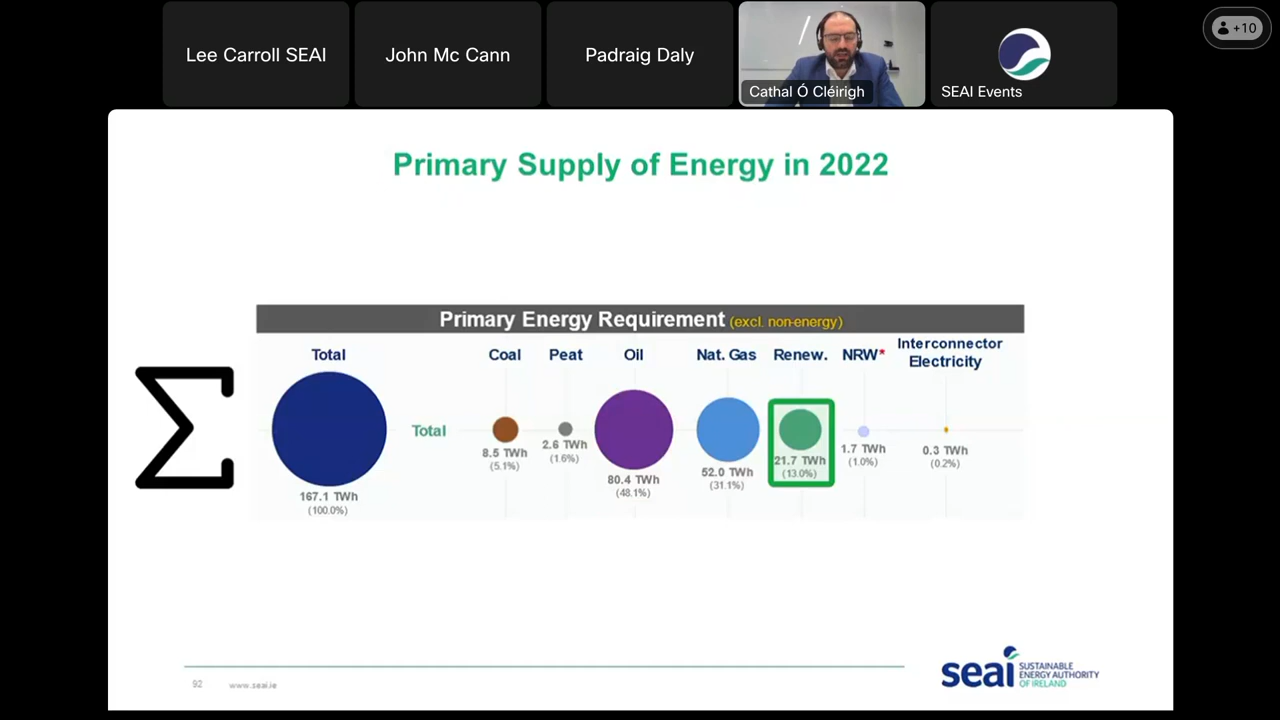 Lee Carroll SEAI
John Mc Cann
Padraig Daly
Cathal Ó Cléirigh
SEAI Events
+10
Primary Supply of Energy in 2022
Primary Energy Requirement (excl. non-energy)
Total
Coal
Peat
Oil
Nat. Gas
Renew.
NRW*
Interconnector
Electricity
Σ
Total
167.1 TWh
(100.0%)
8.5 TWh
(5.1%)
2.6 TWh
(1.6%)
80.4 TWh
(48.1%)
52.0 TWh
(31.1%)
21.7 TWh
(13.0%)
1.7 TWh
(1.0%)
0.3 TWh
(0.2%)
92
www.seai.ie
seai
SUSTAINABLE
ENERGY AUTHORITY
OF IRELAND